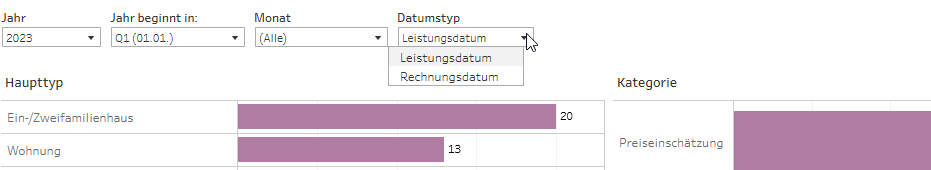 Jahr Jahr beginnt in: Monat Datumstyp
2023 Q1 (01.01.) (Alle) Leistungsdatum
Leistungsdatum
Rechnungsdatum
Haupttyp Kategorie
Ein-/Zweifamilienhaus 20
Wohnung 13
Preiseinschätzung